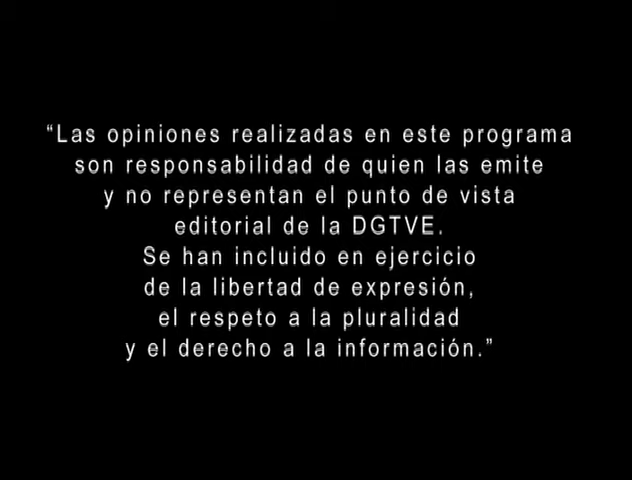 “Las opiniones realizadas en este programa
son responsabilidad de quien las emite
y no representan el punto de vista
editorial de la DGTVE.
Se han incluido en ejercicio
de la libertad de expresión,
el respeto a la pluralidad
y el derecho a la información.”